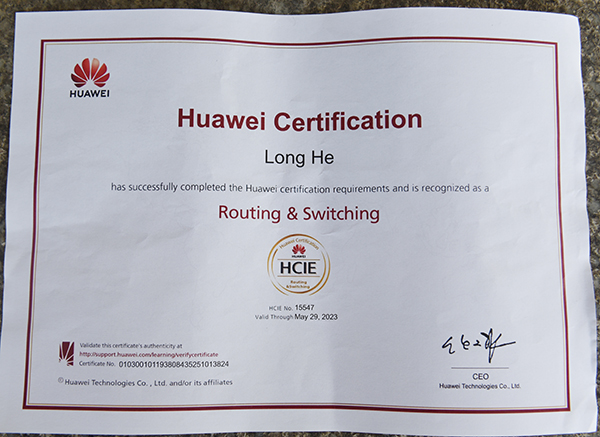 HUAWEI
Huawei Certification
Long He
has successfully completed the Huawei certification requirements and is recognized as a
Routing & Switching
Huawei Certification
HUAWEI
HCIE
Routing
&Switching
HCIE No. 15547
Valid Through May 29, 2023
Validate this certificate's authenticity at
http://support.huawei.com/learning/verifycertificate
Certificate No. 010300101193808435251013824
© Huawei Technologies Co., Ltd. and/or its affiliates
CEO
Huawei Technologies Co., Ltd.